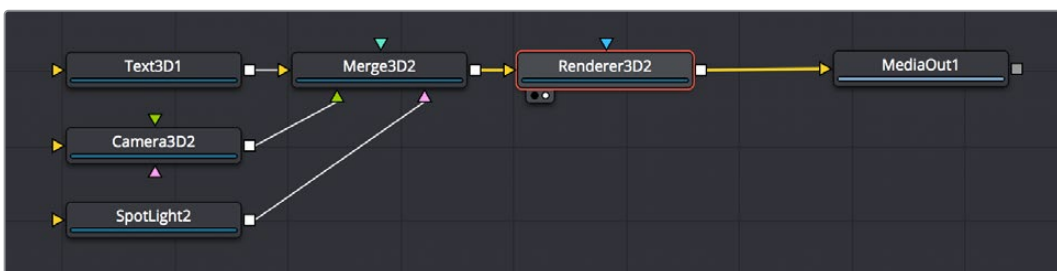 Text3D1
Merge3D2
Renderer3D2
MediaOut1
Camera3D2
SpotLight2